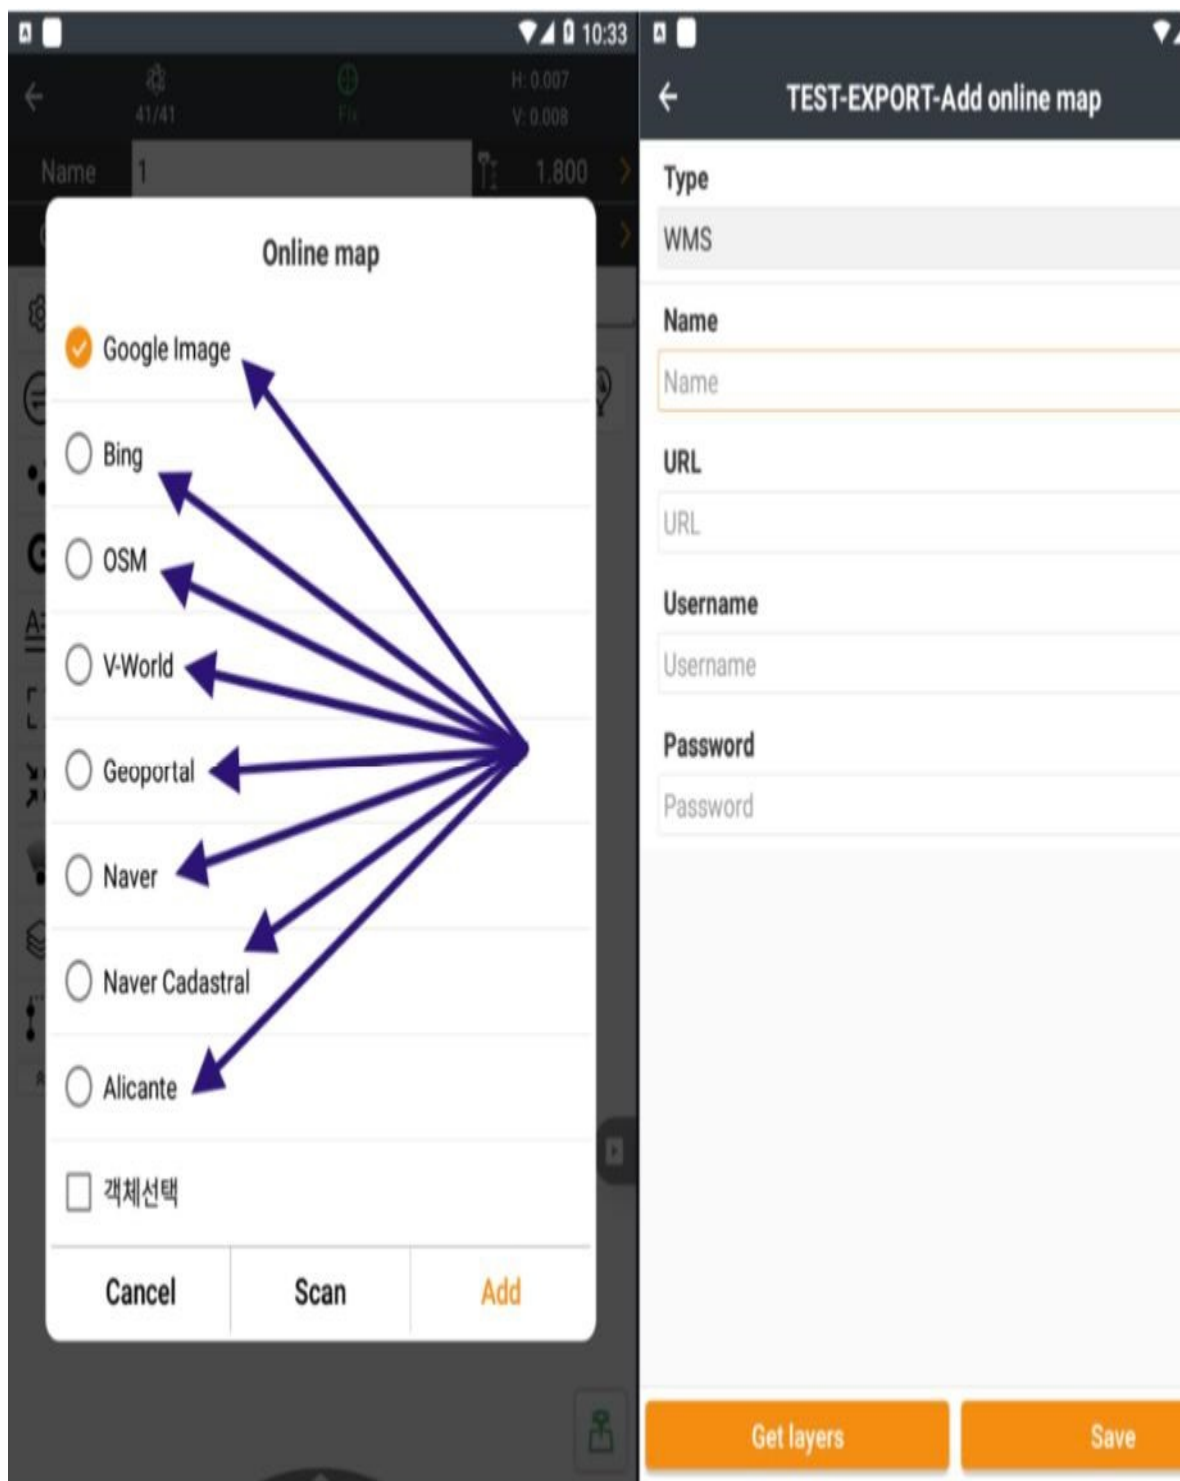 10:33
41/41
Fix
H: 0.007
V: 0.008
Name 1 1.800
Online map
Google Image
Bing
OSM
V-World
Geoportal
Naver
Naver Cadastral
Alicante
객체선택
Cancel Scan Add
TEST-EXPORT-Add online map
Type
WMS
Name
Name
URL
URL
Username
Username
Password
Password
Get layers Save